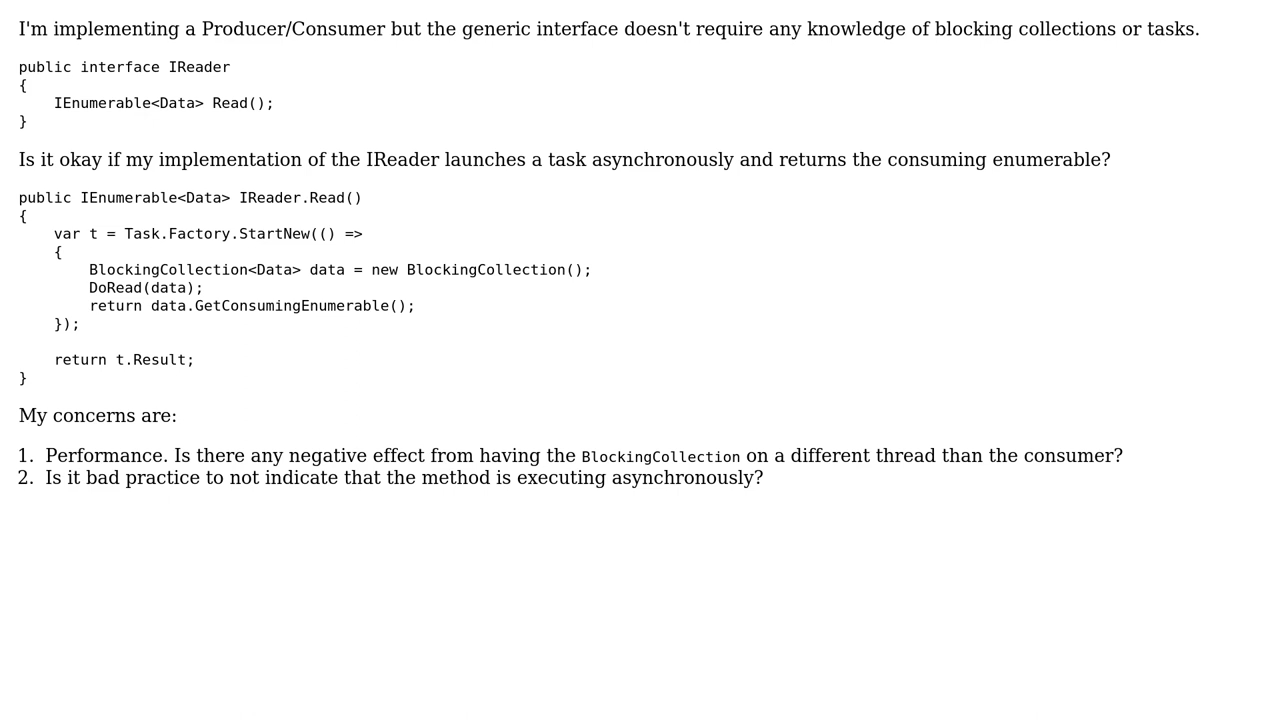 I'm implementing a Producer/Consumer but the generic interface doesn't require any knowledge of blocking collections or tasks.
public interface IReader
{
    IEnumerable<Data> Read();
}
Is it okay if my implementation of the IReader launches a task asynchronously and returns the consuming enumerable?
public IEnumerable<Data> IReader.Read()
{
    var t = Task.Factory.StartNew(() =>
    {
        BlockingCollection<Data> data = new BlockingCollection();
        DoRead(data);
        return data.GetConsumingEnumerable();
    });
    return t.Result;
}
My concerns are:
1. Performance. Is there any negative effect from having the BlockingCollection on a different thread than the consumer?
2. Is it bad practice to not indicate that the method is executing asynchronously?